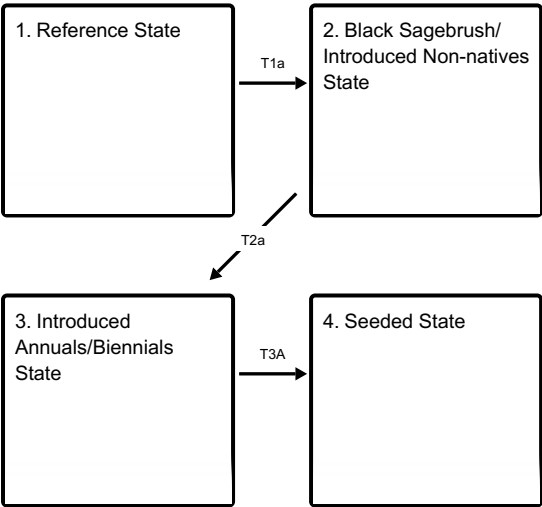 1. Reference State
T1a
2. Black Sagebrush/
Introduced Non-natives
State
T2a
3. Introduced
Annuals/Biennials
State
T3A
4. Seeded State